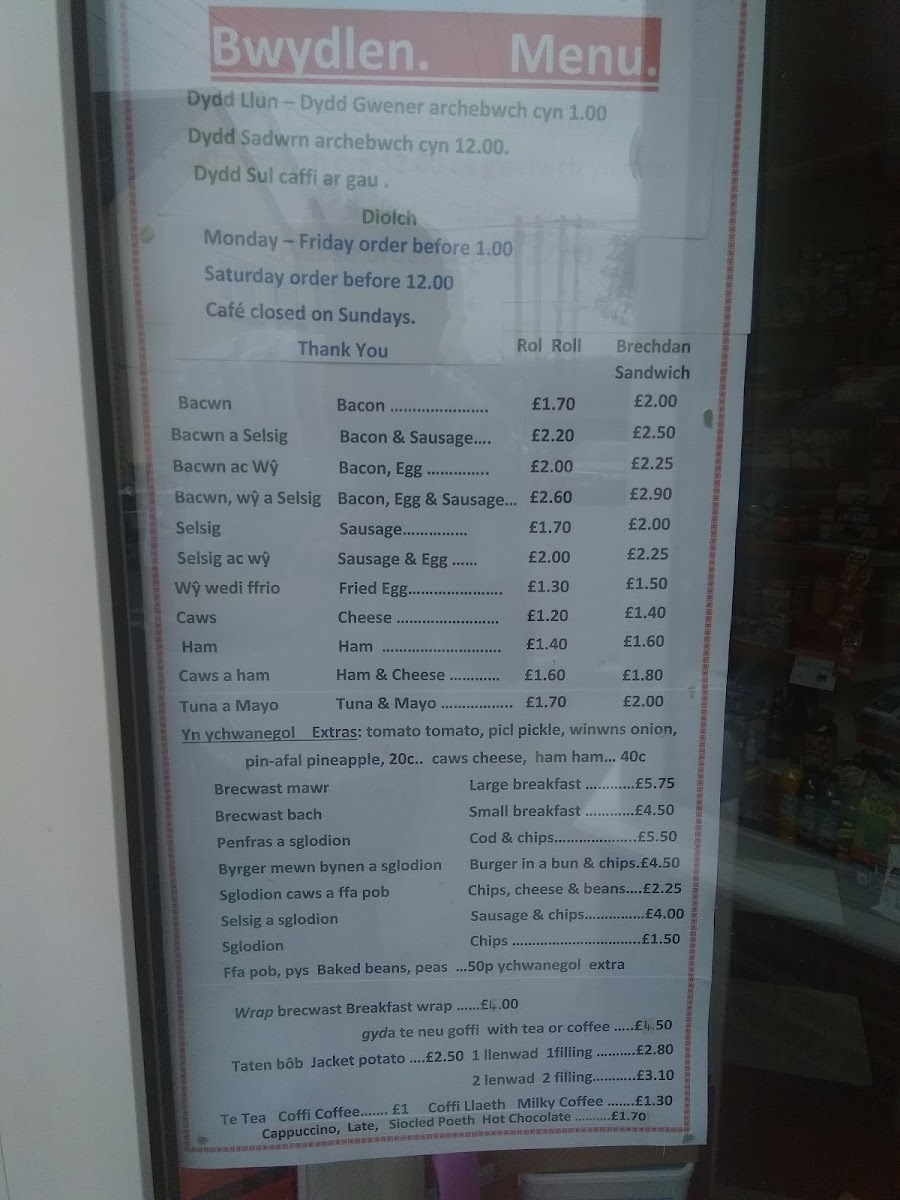 Bwydlen. Menu.
Dydd Llun – Dydd Gwener archebwch cyn 1.00
Dydd Sadwrn archebwch cyn 12.00.
Dydd Sul caffi ar gau .
Diolch
Monday – Friday order before 1.00
Saturday order before 12.00
Café closed on Sundays.
Thank You
Rol Roll Brechdan
Sandwich
Bacwn Bacon ...................... £1.70 £2.00
Bacwn a Selsig Bacon & Sausage.... £2.20 £2.50
Bacwn ac Wŷ Bacon, Egg .............. £2.00 £2.25
Bacwn, wŷ a Selsig Bacon, Egg & Sausage... £2.60 £2.90
Selsig Sausage............... £1.70 £2.00
Selsig ac wŷ Sausage & Egg ...... £2.00 £2.25
Wŷ wedi ffrio Fried Egg...................... £1.30 £1.50
Caws Cheese ........................ £1.20 £1.40
Ham Ham ............................ £1.40 £1.60
Caws a ham Ham & Cheese ............ £1.60 £1.80
Tuna a Mayo Tuna & Mayo ................. £1.70 £2.00
Yn ychwanegol Extras: tomato tomato, picl pickle, winwns onion,
pin-afal pineapple, 20c.. caws cheese, ham ham... 40c
Brecwast mawr Large breakfast ............£5.75
Brecwast bach Small breakfast ............£4.50
Penfras a sglodion Cod & chips.....................£5.50
Byrger mewn bynen a sglodion Burger in a bun & chips.£4.50
Sglodion caws a ffa pob Chips, cheese & beans....£2.25
Selsig a sglodion Sausage & chips...............£4.00
Sglodion Chips ................................£1.50
Ffa pob, pys Baked beans, peas ...50p ychwanegol extra
Wrap brecwast Breakfast wrap ......£4.00
gyda te neu goffi with tea or coffee .....£4.50
Taten bôb Jacket potato ....£2.50 1 llenwad 1filling ..........£2.80
2 lenwad 2 filling...........£3.10
Te Tea Coffi Coffee....... £1 Coffi Llaeth Milky Coffee .......£1.30
Cappuccino, Late, Siocled Poeth Hot Chocolate ..........£1.70